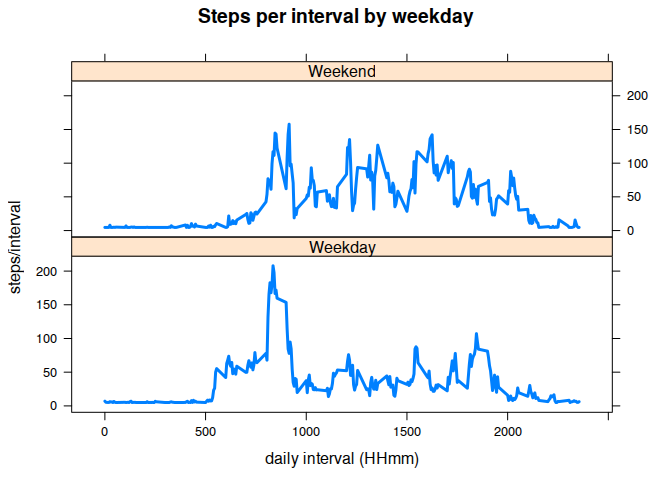 Steps per interval by weekday
Weekend
200
150
100
50
0
steps/interval
Weekday
200
150
100
50
0
0 500 1000 1500 2000
daily interval (HHmm)